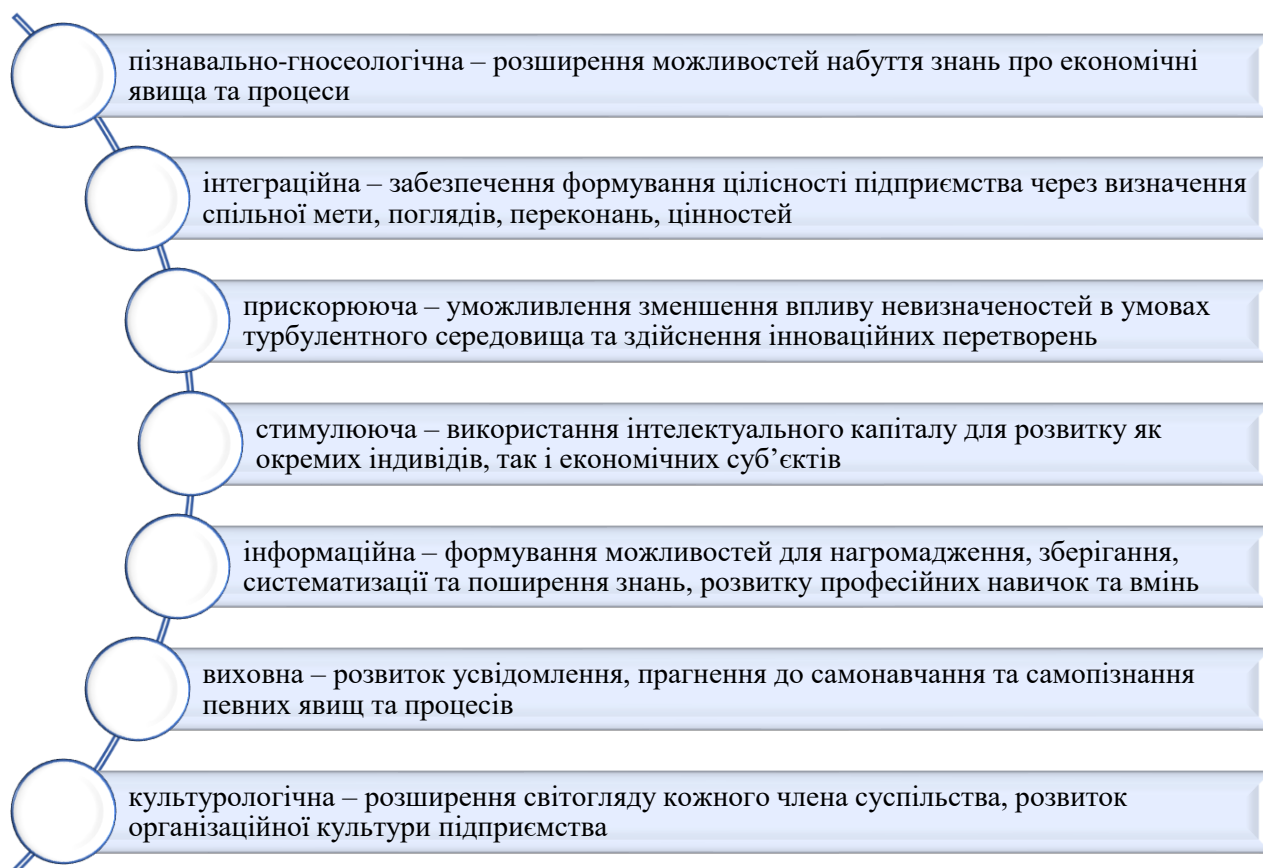 пізнавально-гносеологічна – розширення можливостей набуття знань про економічні
явища та процеси
інтеграційна – забезпечення формування цілісності підприємства через визначення
спільної мети, поглядів, переконань, цінностей
прискорююча – уможливлення зменшення впливу невизначеностей в умовах
турбулентного середовища та здійснення інноваційних перетворень
стимулююча – використання інтелектуального капіталу для розвитку як
окремих індивідів, так і економічних суб’єктів
інформаційна – формування можливостей для нагромадження, зберігання,
систематизації та поширення знань, розвитку професійних навичок та вмінь
виховна – розвиток усвідомлення, прагнення до самонавчання та самопізнання
певних явищ та процесів
культурологічна – розширення світогляду кожного члена суспільства, розвиток
організаційної культури підприємства